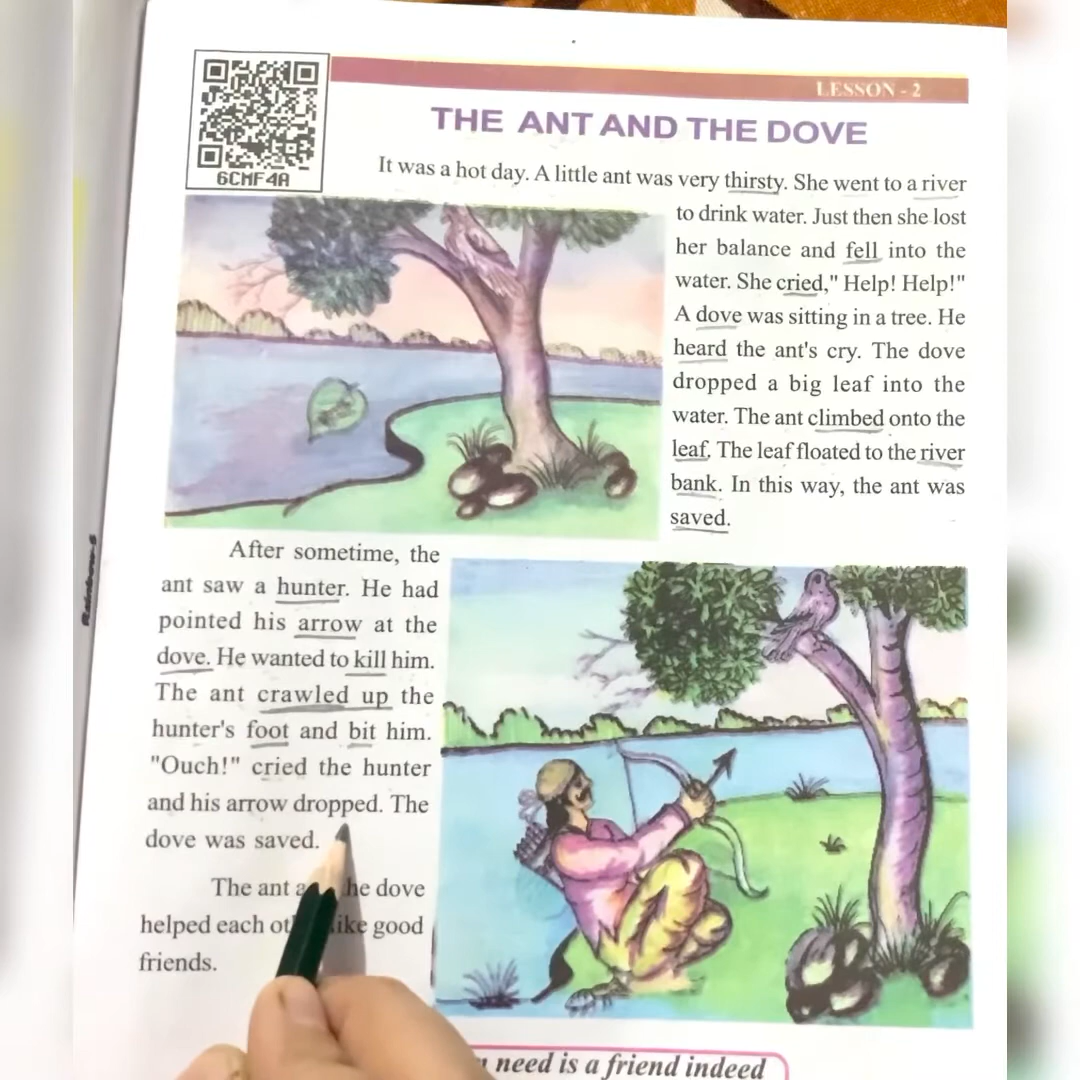 LESSON - 2
6CMF4A
THE ANT AND THE DOVE
It was a hot day. A little ant was very thirsty. She went to a river
to drink water. Just then she lost
her balance and fell into the
water. She cried," Help! Help!"
A dove was sitting in a tree. He
heard the ant's cry. The dove
dropped a big leaf into the
water. The ant climbed onto the
leaf. The leaf floated to the river
bank. In this way, the ant was
saved.
After sometime, the
ant saw a hunter. He had
pointed his arrow at the
dove. He wanted to kill him.
The ant crawled up the
hunter's foot and bit him.
"Ouch!" cried the hunter
and his arrow dropped. The
dove was saved.
The ant dove
helped each good
friends.
need is a friend indeed